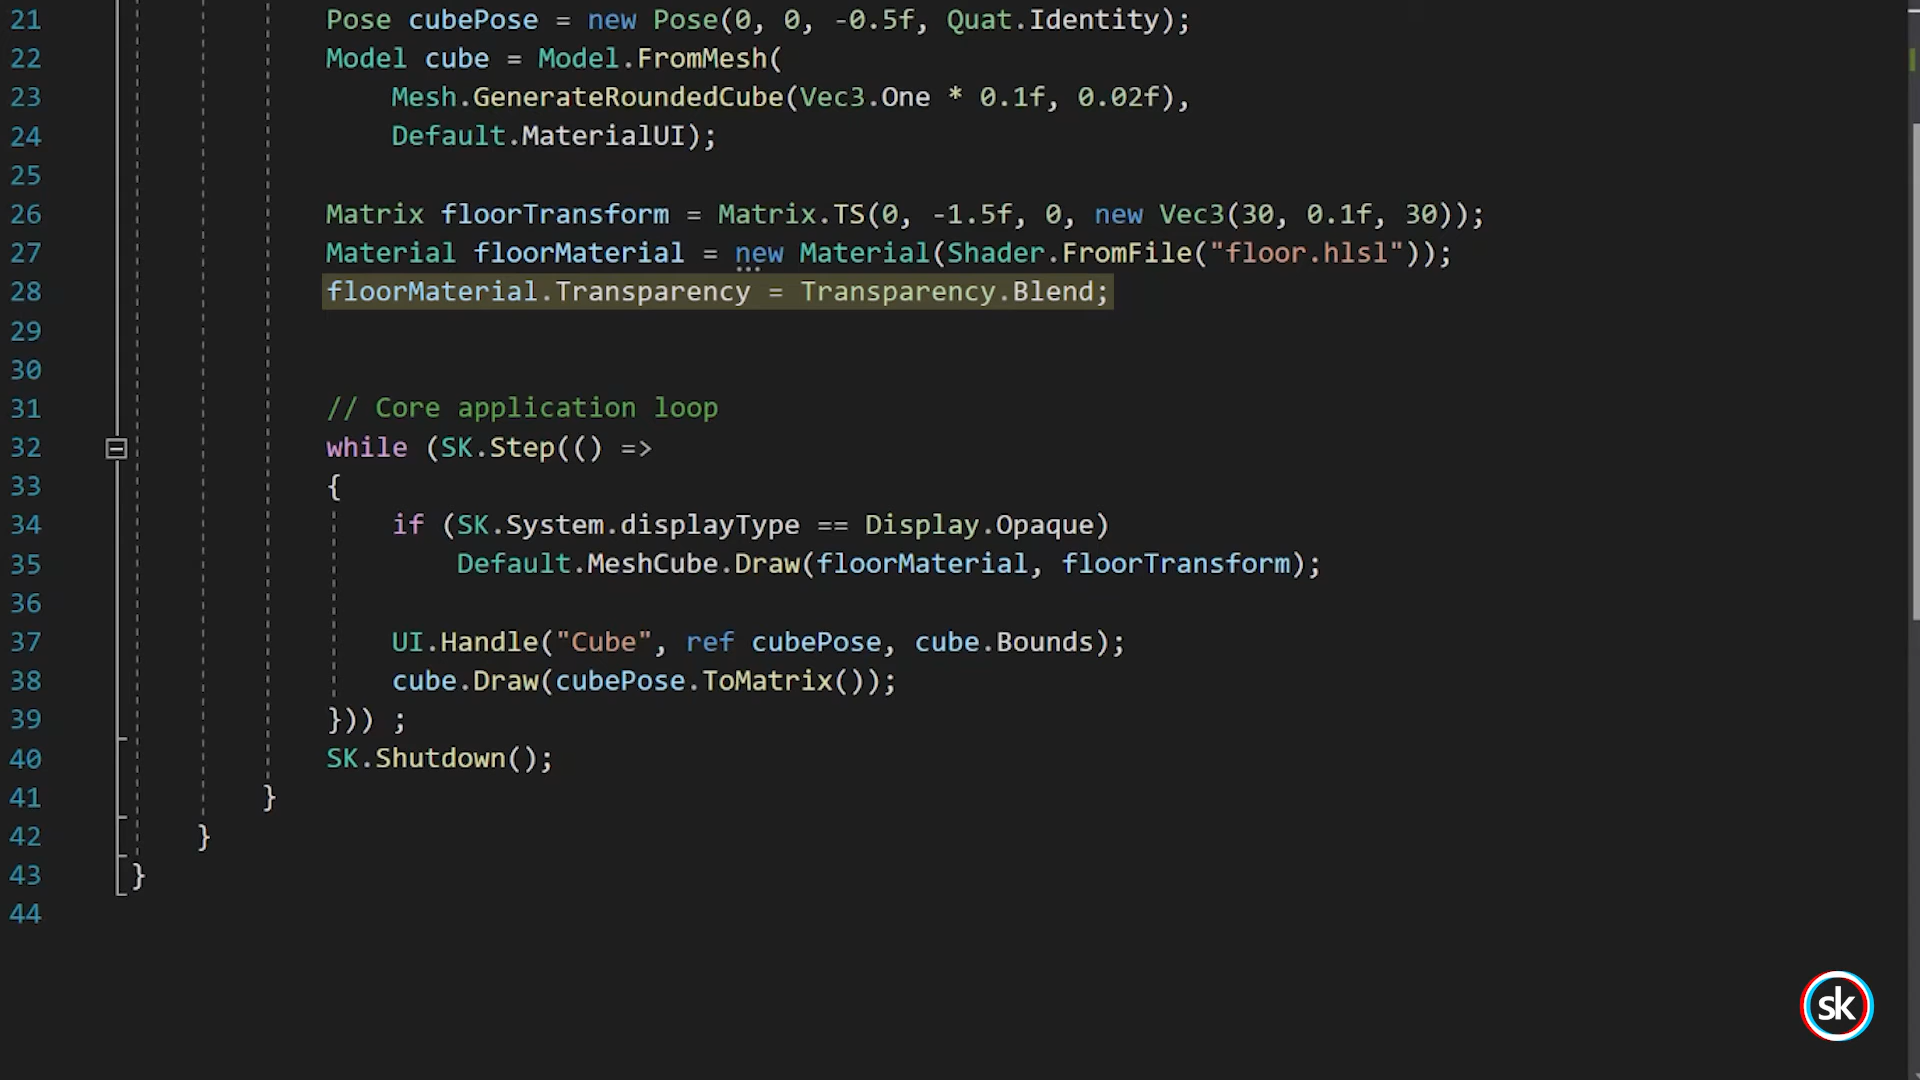 21 Pose cubePose = new Pose(0, 0, -0.5f, Quat.Identity);
22 Model cube = Model.FromMesh(
23 Mesh.GenerateRoundedCube(Vec3.One * 0.1f, 0.02f),
24 Default.MaterialUI);
25
26 Matrix floorTransform = Matrix.TS(0, -1.5f, 0, new Vec3(30, 0.1f, 30));
27 Material floorMaterial = new Material(Shader.FromFile("floor.hlsl"));
28 floorMaterial.Transparency = Transparency.Blend;
29
30
31 // Core application loop
32 while (SK.Step(() =>
33 {
34 if (SK.System.displayType == Display.Opaque)
35 Default.MeshCube.Draw(floorMaterial, floorTransform);
36
37 UI.Handle("Cube", ref cubePose, cube.Bounds);
38 cube.Draw(cubePose.ToMatrix());
39 })) ;
40 SK.Shutdown();
41 }
42 }
43 }
44
sk